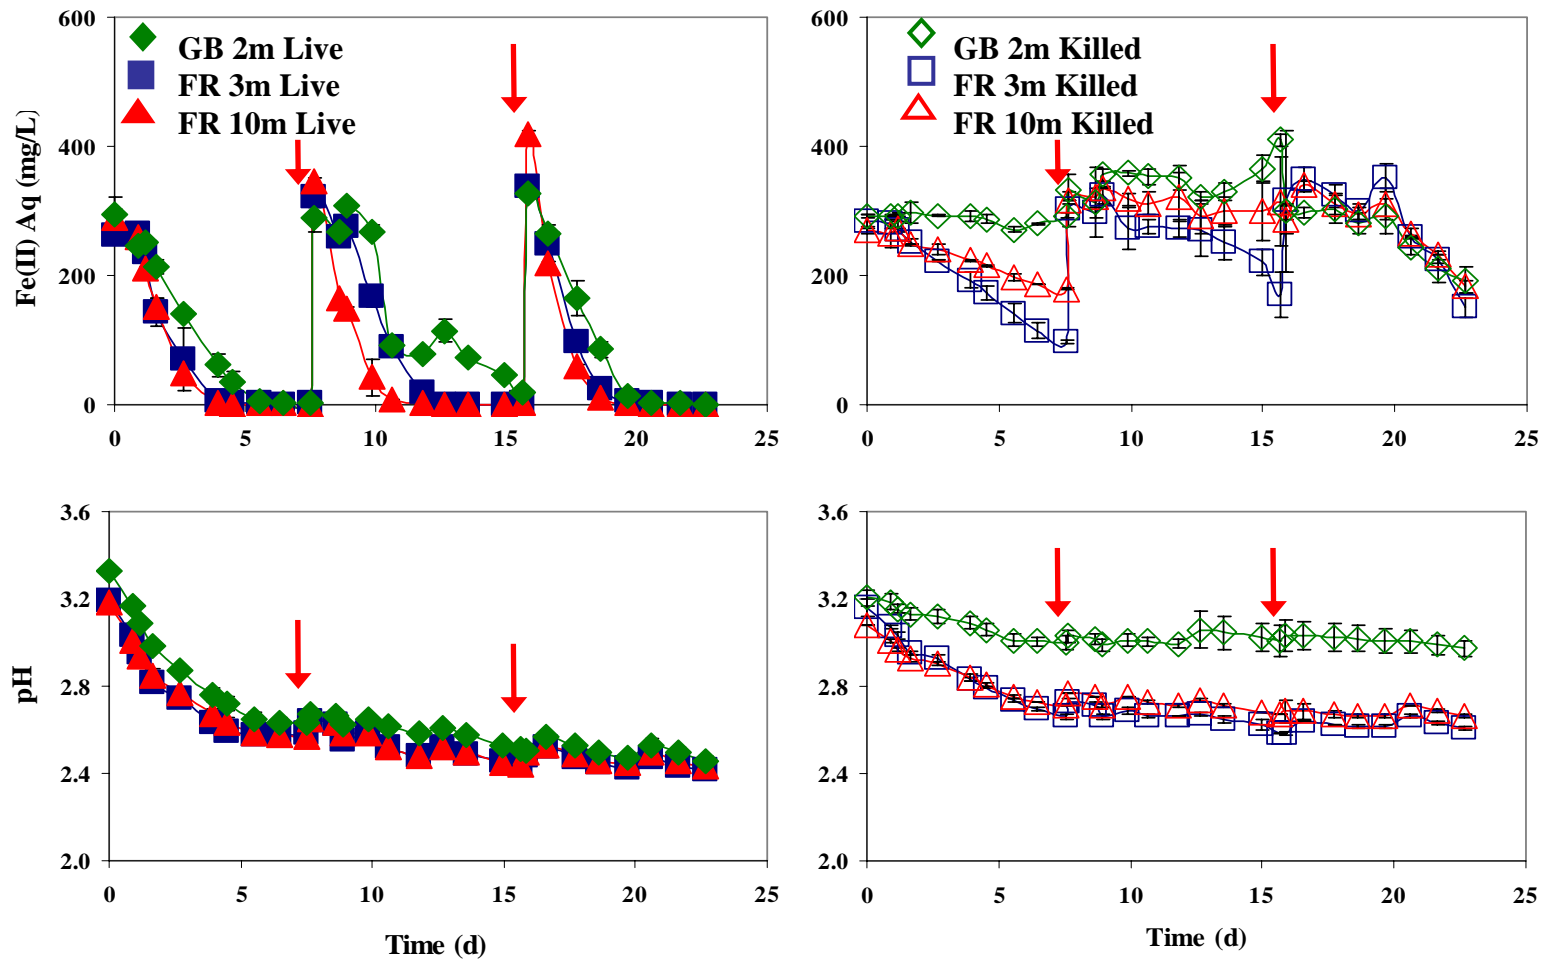 Fe(II) Aq (mg/L)
600
400
200
0
GB 2m Live
FR 3m Live
FR 10m Live
0 5 10 15 20 25
600
400
200
0
GB 2m Killed
FR 3m Killed
FR 10m Killed
0 5 10 15 20 25
pH
3.6
3.2
2.8
2.4
2.0
0 5 10 15 20 25
Time (d)
3.6
3.2
2.8
2.4
2.0
0 5 10 15 20 25
Time (d)